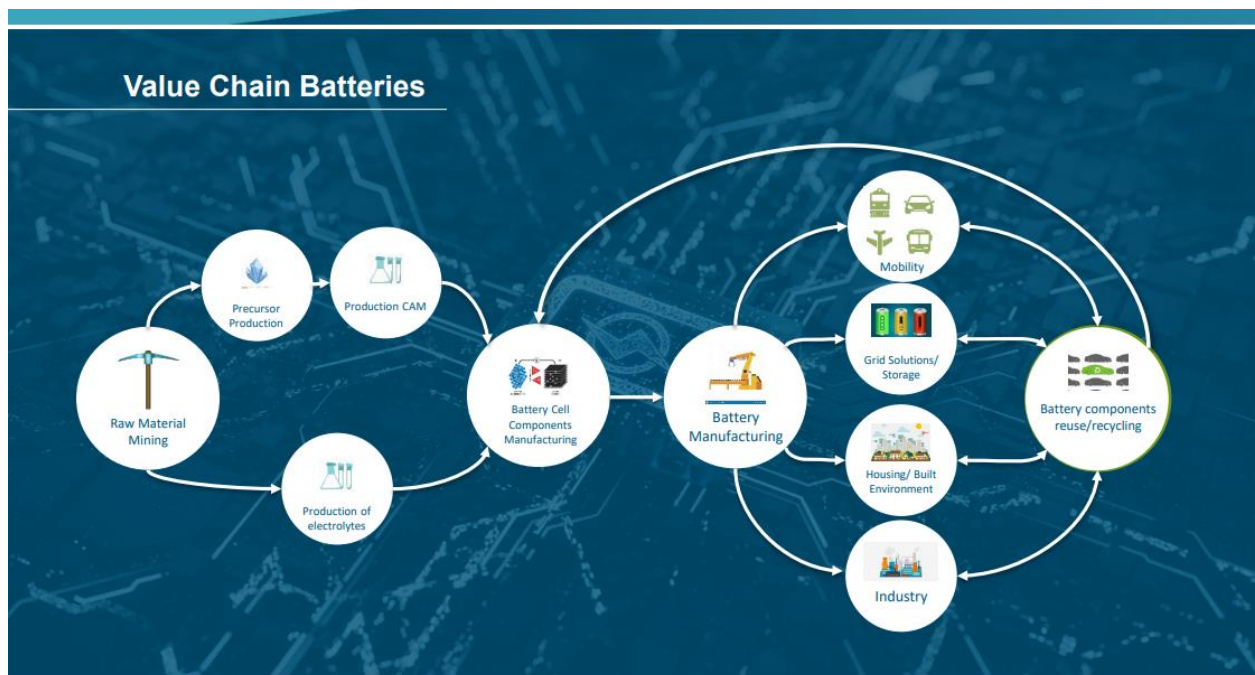 Value Chain Batteries
Mobility
Precursor
Production
Production CAM
Grid Solutions/
Storage
Raw Material
Mining
Battery Cell
Components
Manufacturing
Battery
Manufacturing
Battery components
reuse/recycling
Housing/ Built
Environment
Production of
electrolytes
Industry